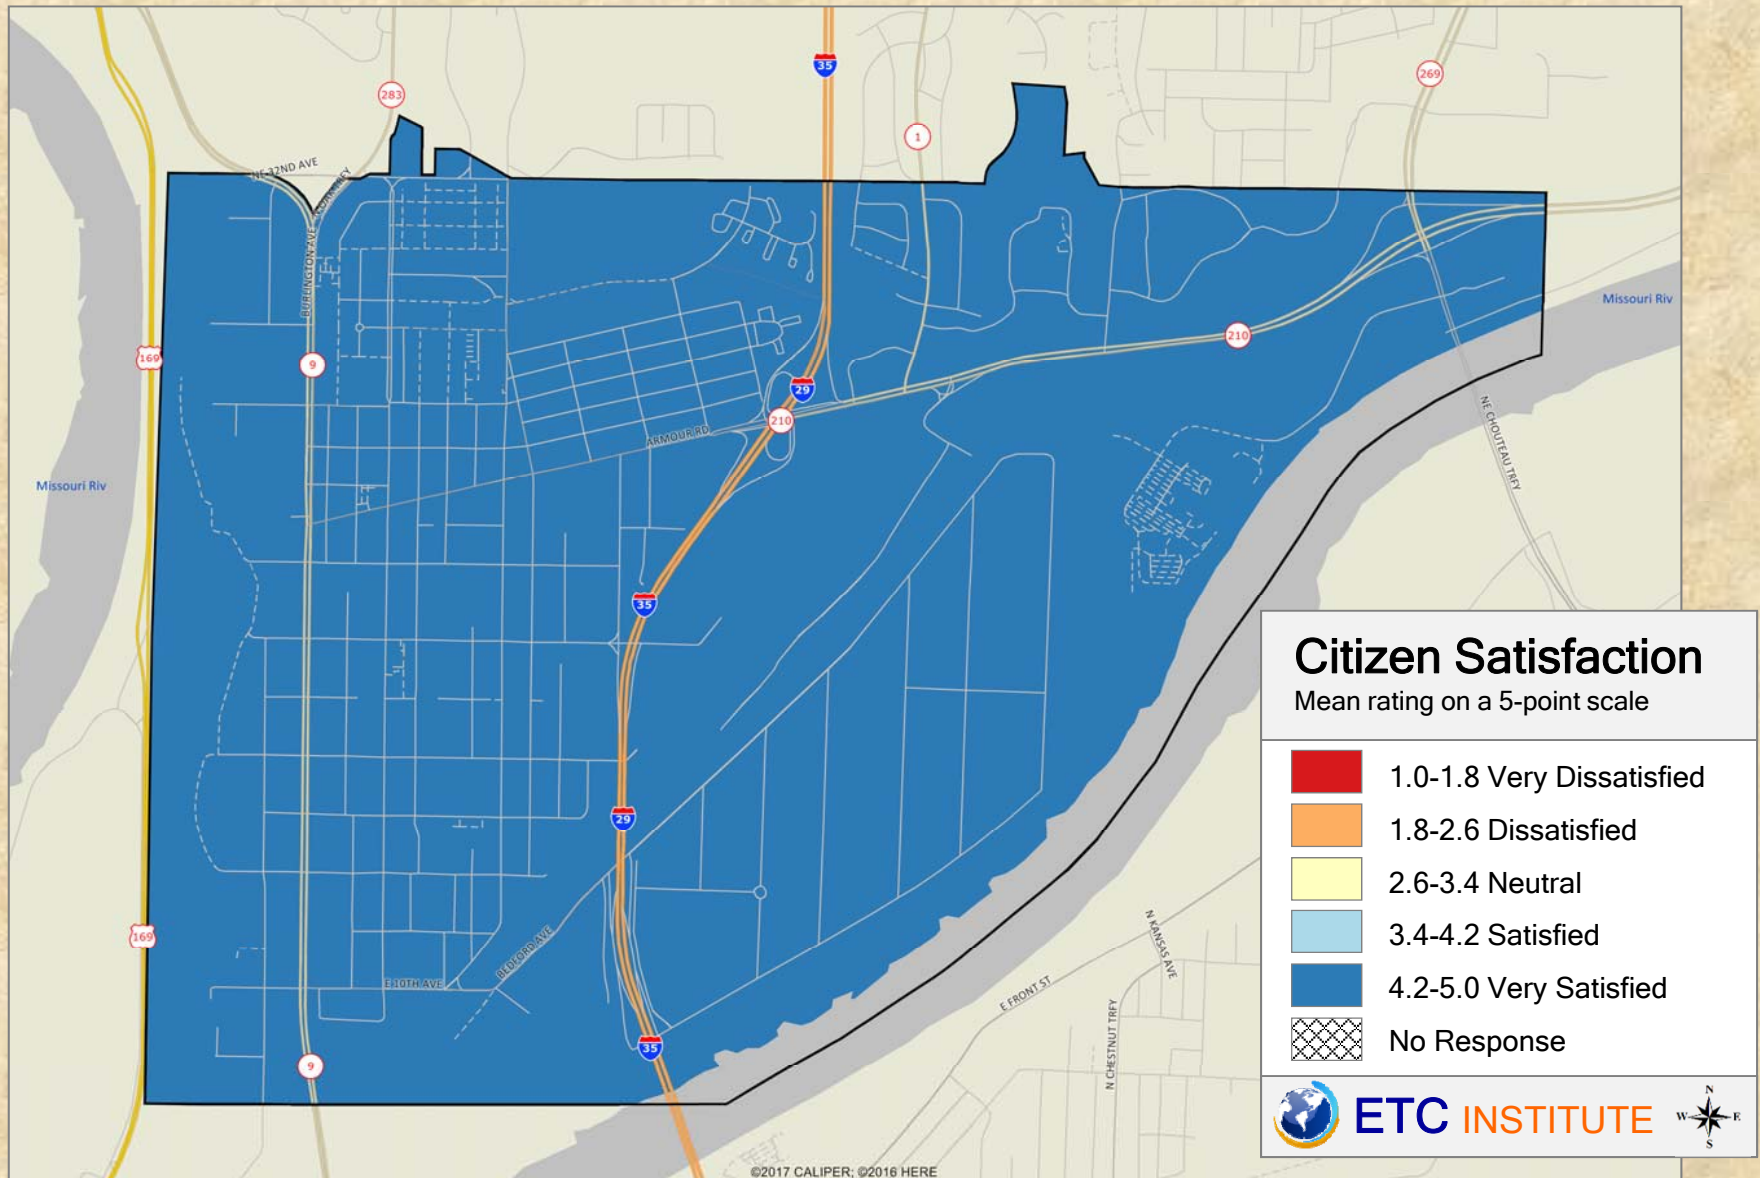 35
269
283
1
NE 32ND AVE
BURLINGTON AVE
Missouri Riv
210
169
9
29
210
ARMOUR RD
NE CHOUTEAU TRFY
Missouri Riv
35
Citizen Satisfaction
Mean rating on a 5-point scale
1.0-1.8 Very Dissatisfied
1.8-2.6 Dissatisfied
29
2.6-3.4 Neutral
3.4-4.2 Satisfied
169
N KANSAS AVE
BEDFORD AVE
E 10TH AVE
4.2-5.0 Very Satisfied
E FRONT ST
N CHESTNUT TRFY
35
No Response
9
N
W E
S
ETC INSTITUTE
©2017 CALIPER; ©2016 HERE